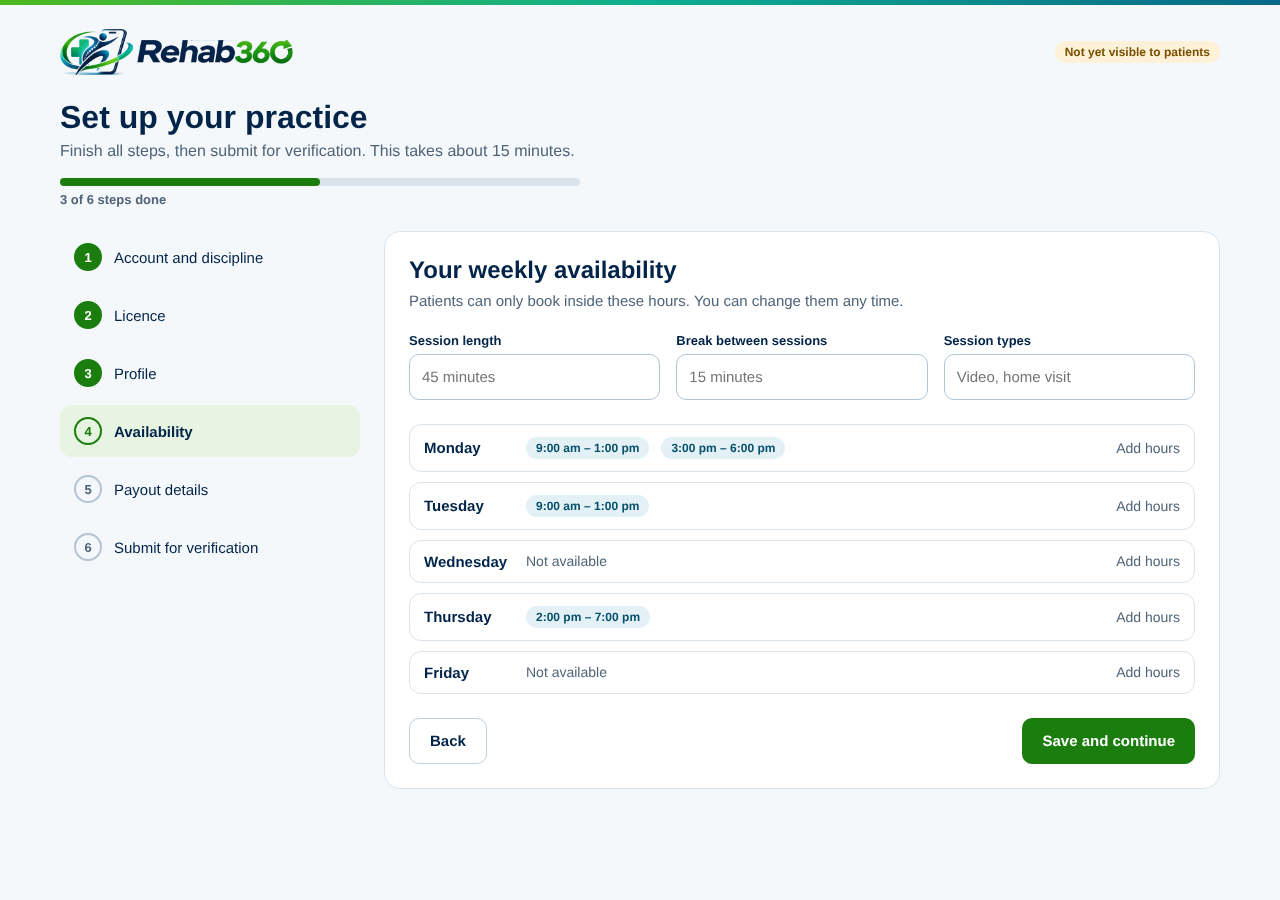 Rehab360
Not yet visible to patients
Set up your practice
Finish all steps, then submit for verification. This takes about 15 minutes.
3 of 6 steps done
1 Account and discipline
2 Licence
3 Profile
4 Availability
5 Payout details
6 Submit for verification
Your weekly availability
Patients can only book inside these hours. You can change them any time.
Session length Break between sessions Session types
45 minutes 15 minutes Video, home visit
Monday 9:00 am – 1:00 pm 3:00 pm – 6:00 pm Add hours
Tuesday 9:00 am – 1:00 pm Add hours
Wednesday Not available Add hours
Thursday 2:00 pm – 7:00 pm Add hours
Friday Not available Add hours
Back Save and continue